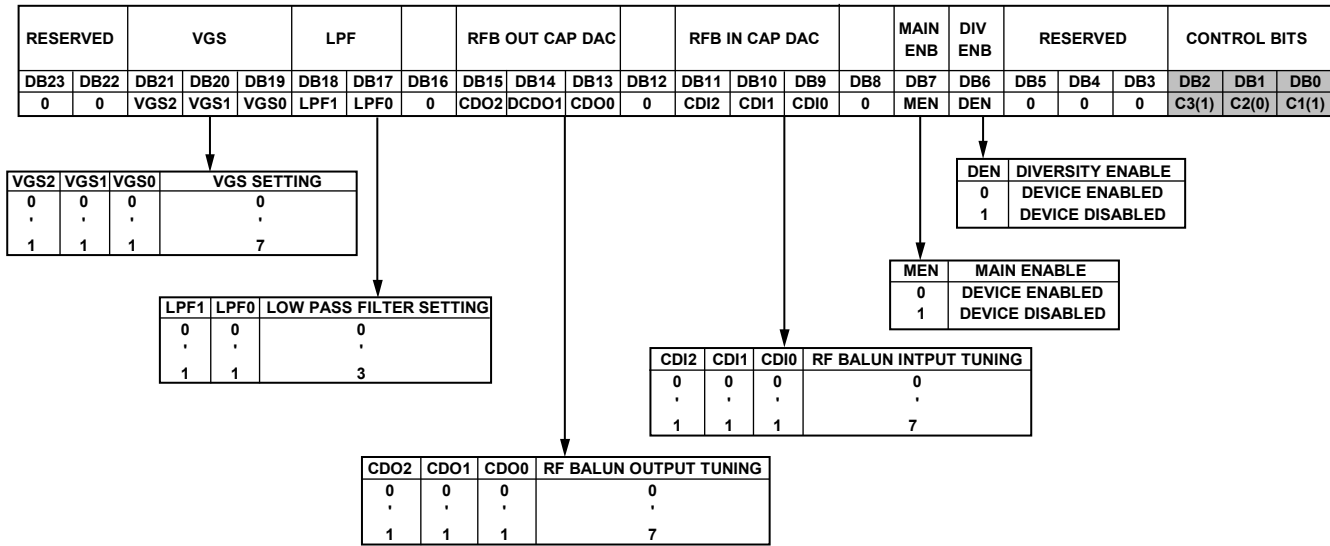 RESERVED VGS LPF RFB OUT CAP DAC RFB IN CAP DAC MAIN ENB DIV ENB RESERVED CONTROL BITS
DB23 DB22 DB21 DB20 DB19 DB18 DB17 DB16 DB15 DB14 DB13 DB12 DB11 DB10 DB9 DB8 DB7 DB6 DB5 DB4 DB3 DB2 DB1 DB0
0 0 VGS2 VGS1 VGS0 LPF1 LPF0 0 CDO2 DCDO1 CDO0 0 CDI2 CDI1 CDI0 0 MEN DEN 0 0 0 C3(1) C2(0) C1(1)
VGS2 VGS1 VGS0 VGS SETTING
0 0 0 0
' ' ' '
1 1 1 7
DEN DIVERSITY ENABLE
0 DEVICE ENABLED
1 DEVICE DISABLED
MEN MAIN ENABLE
0 DEVICE ENABLED
1 DEVICE DISABLED
LPF1 LPF0 LOW PASS FILTER SETTING
0 0 0
' ' '
1 1 3
CDI2 CDI1 CDI0 RF BALUN INTPUT TUNING
0 0 0 0
' ' ' '
1 1 1 7
CDO2 CDO1 CDO0 RF BALUN OUTPUT TUNING
0 0 0 0
' ' ' '
1 1 1 7